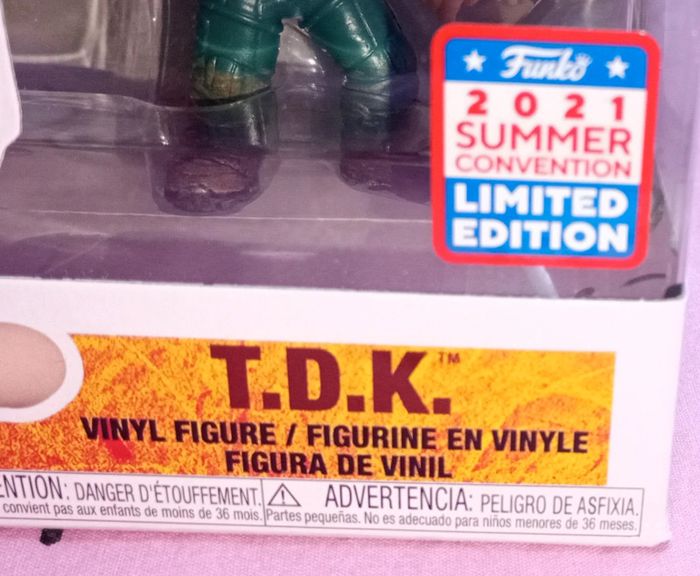 Funko
2021
SUMMER
CONVENTION
LIMITED
EDITION
T.D.K.™
VINYL FIGURE / FIGURINE EN VINYLE
FIGURA DE VINIL
ENTION: DANGER D'ÉTOUFFEMENT.
convient pas aux enfants de moins de 36 mois.
ADVERTENCIA: PELIGRO DE ASFIXIA.
Partes pequeñas. No es adecuado para niños menores de 36 meses.